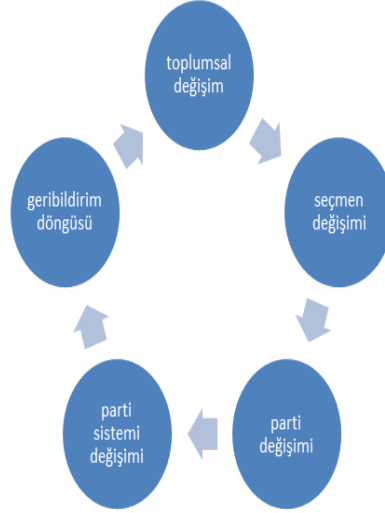 toplumsal
değişim
seçmen
değişimi
parti
değişimi
parti
sistemi
değişimi
geribildirim
döngüsü